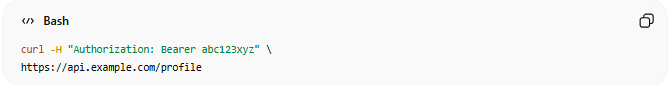 Bash
curl -H "Authorization: Bearer abc123xyz" \
https://api.example.com/profile